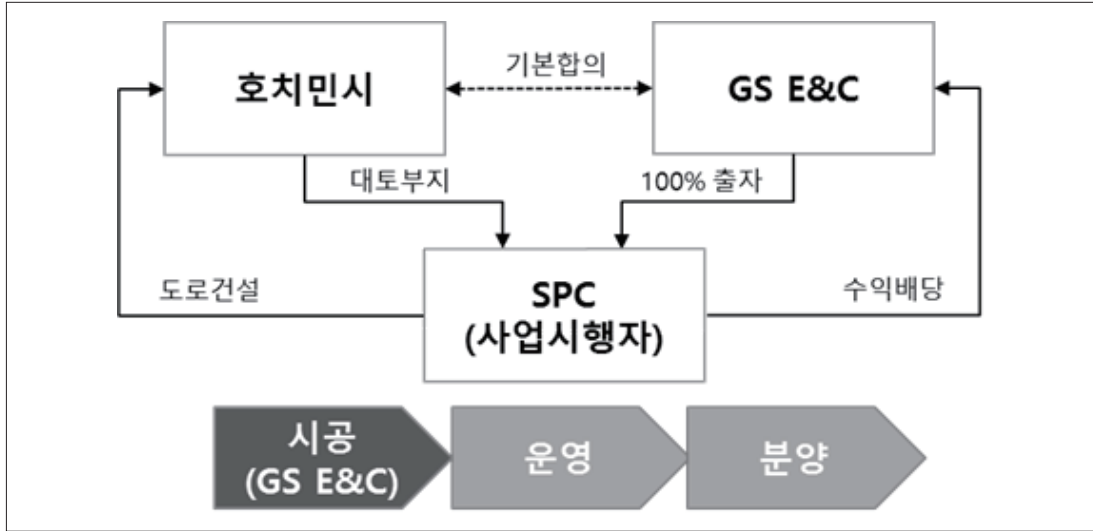 호치민시
기본합의
GS E&C
대토부지
100% 출자
도로건설
SPC
(사업시행자)
수익배당
시공
(GS E&C)
운영
분양